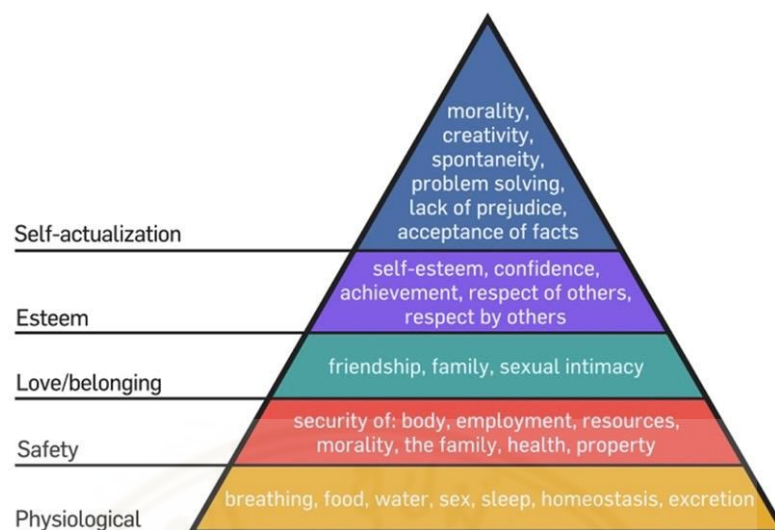 morality,
creativity,
spontaneity,
problem solving,
lack of prejudice,
acceptance of facts
Self-actualization
self-esteem, confidence,
achievement, respect of others,
respect by others
Esteem
friendship, family, sexual intimacy
Love/belonging
security of: body, employment, resources,
morality, the family, health, property
Safety
breathing, food, water, sex, sleep, homeostasis, excretion
Physiological